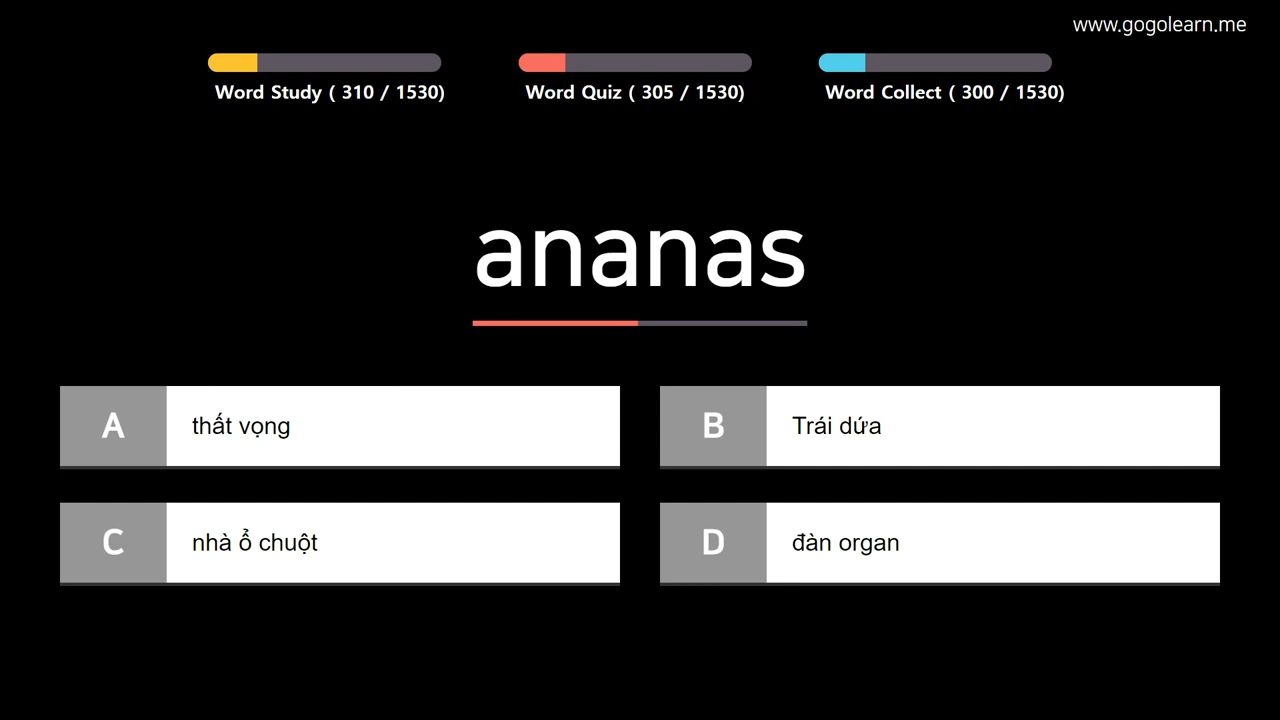 www.gogolearn.me
Word Study ( 310 / 1530)
Word Quiz ( 305 / 1530)
Word Collect ( 300 / 1530)
ananas
A
thất vọng
B
Trái dứa
C
nhà ổ chuột
D
đàn organ